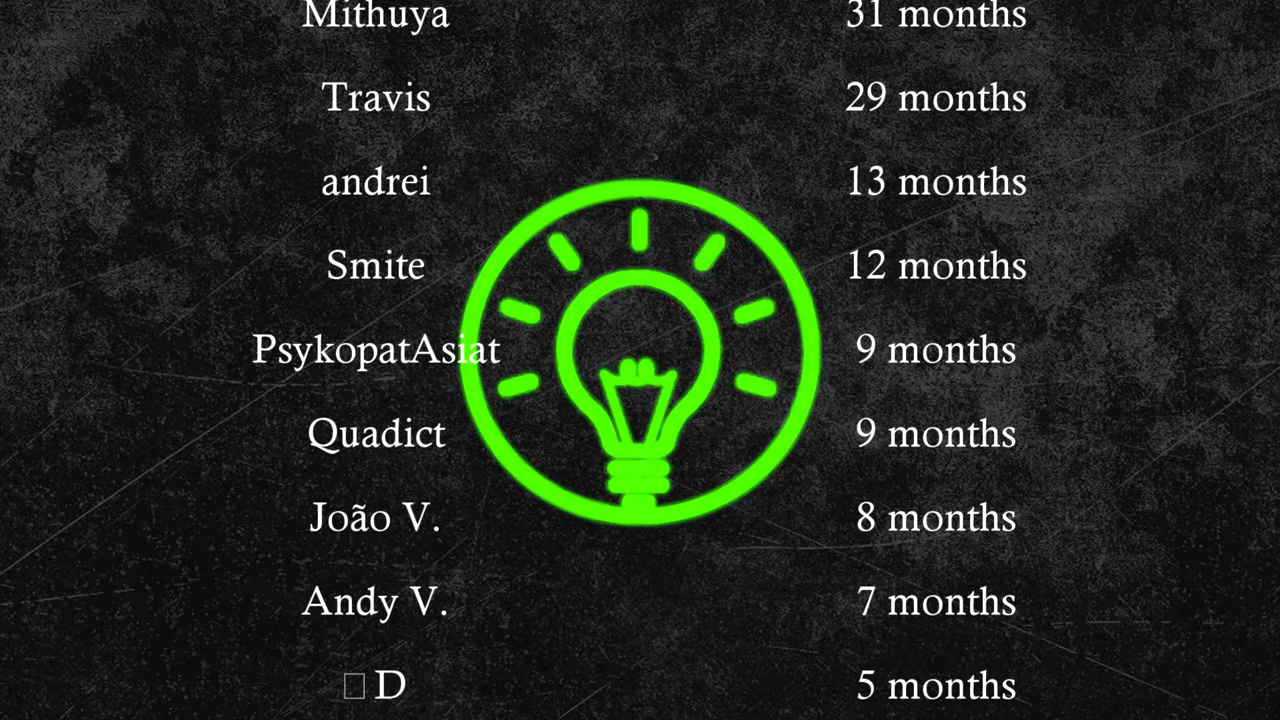 Mithuya 31 months
Travis 29 months
andrei 13 months
Smite 12 months
PsykopatAsiat 9 months
Quadict 9 months
João V. 8 months
Andy V. 7 months
□ D 5 months